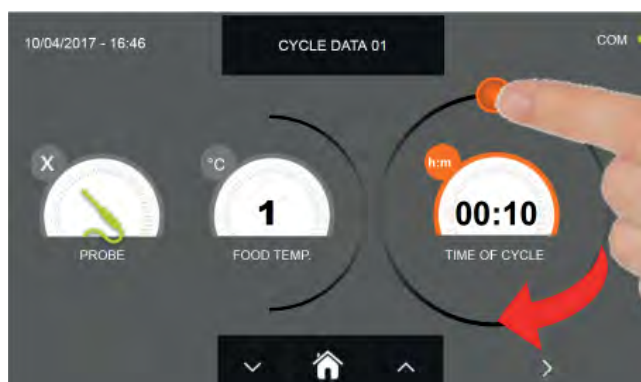 10/04/2017 - 16:46
CYCLE DATA 01
COM
X
°C
h:m
1
00:10
PROBE
FOOD TEMP.
TIME OF CYCLE